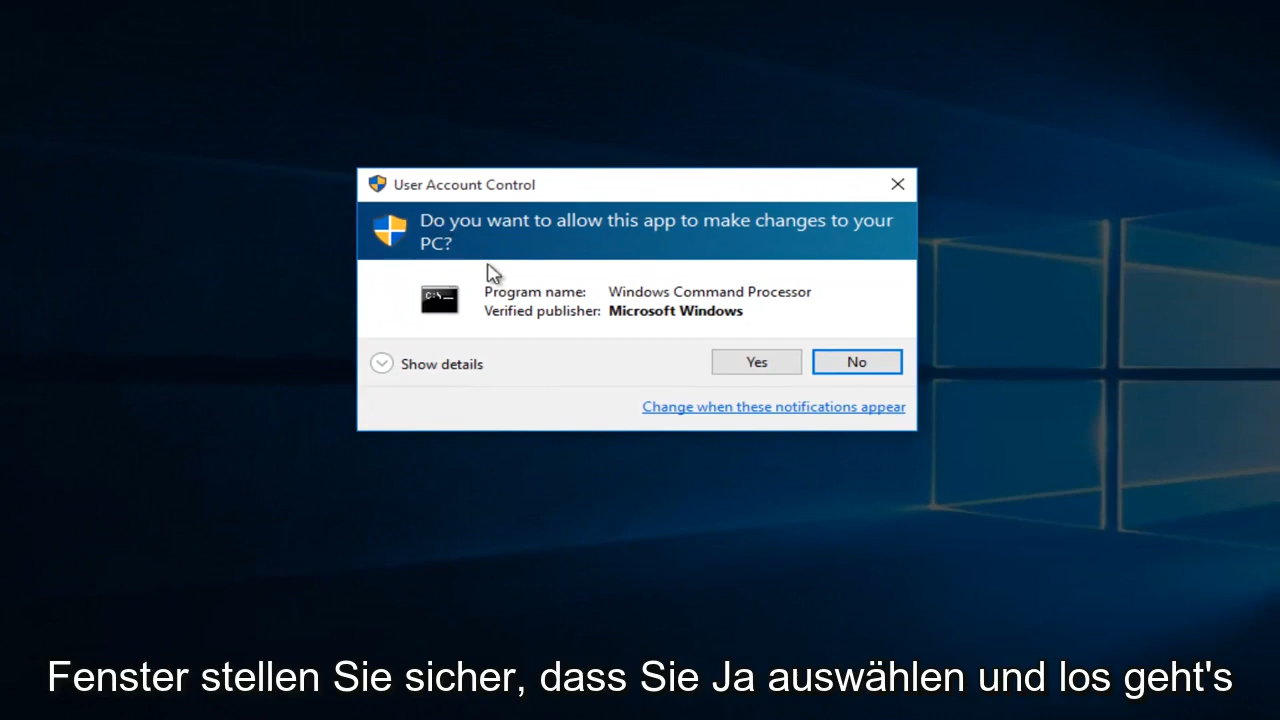 User Account Control
Do you want to allow this app to make changes to your
PC?
C:\
Program name: Windows Command Processor
Verified publisher: Microsoft Windows
Show details
Yes
No
Change when these notifications appear
Fenster stellen Sie sicher, dass Sie Ja auswählen und los geht's